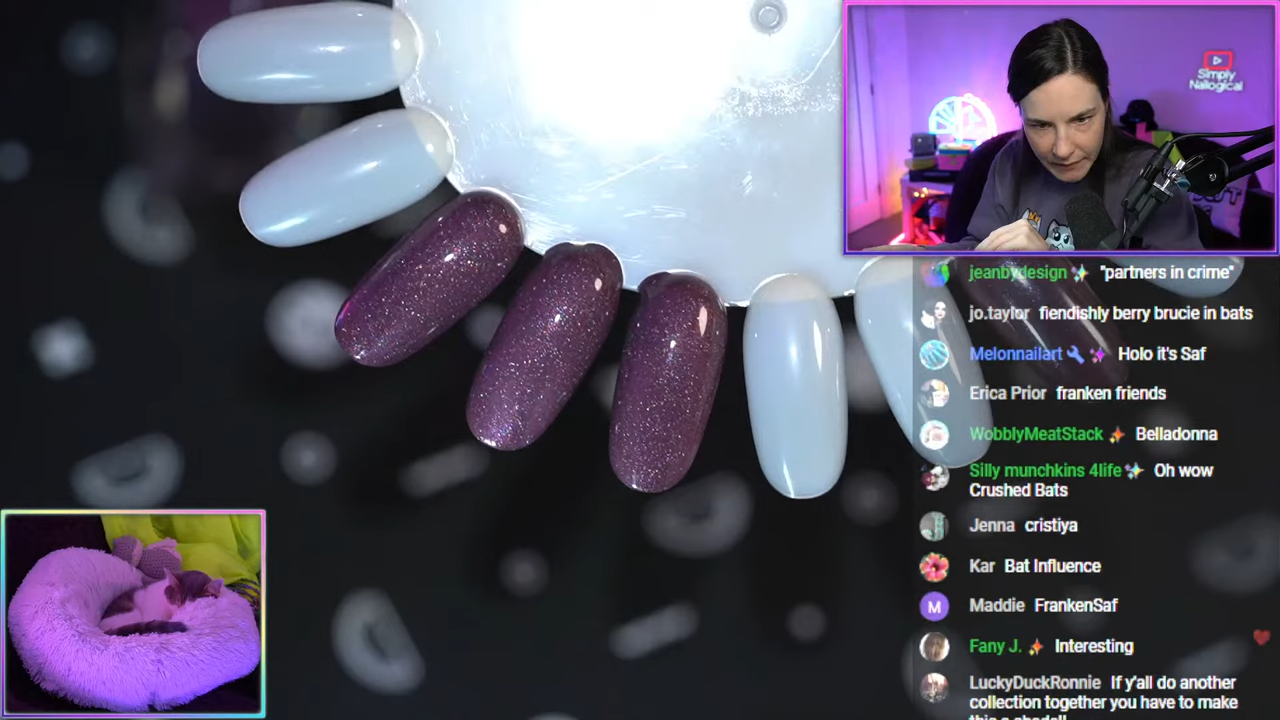 Simply
Nailogical
jeanbydesign "partners in crime"
jo.taylor fiendishly berry brucie in bats
Melonnailart Holo it's Saf
Erica Prior franken friends
WobblyMeatStack Belladonna
Silly munchkins 4life Oh wow
Crushed Bats
Jenna cristiya
Kar Bat Influence
M Maddie FrankenSaf
Fany J. Interesting
LuckyDuckRonnie If y'all do another
collection together you have to make
this a